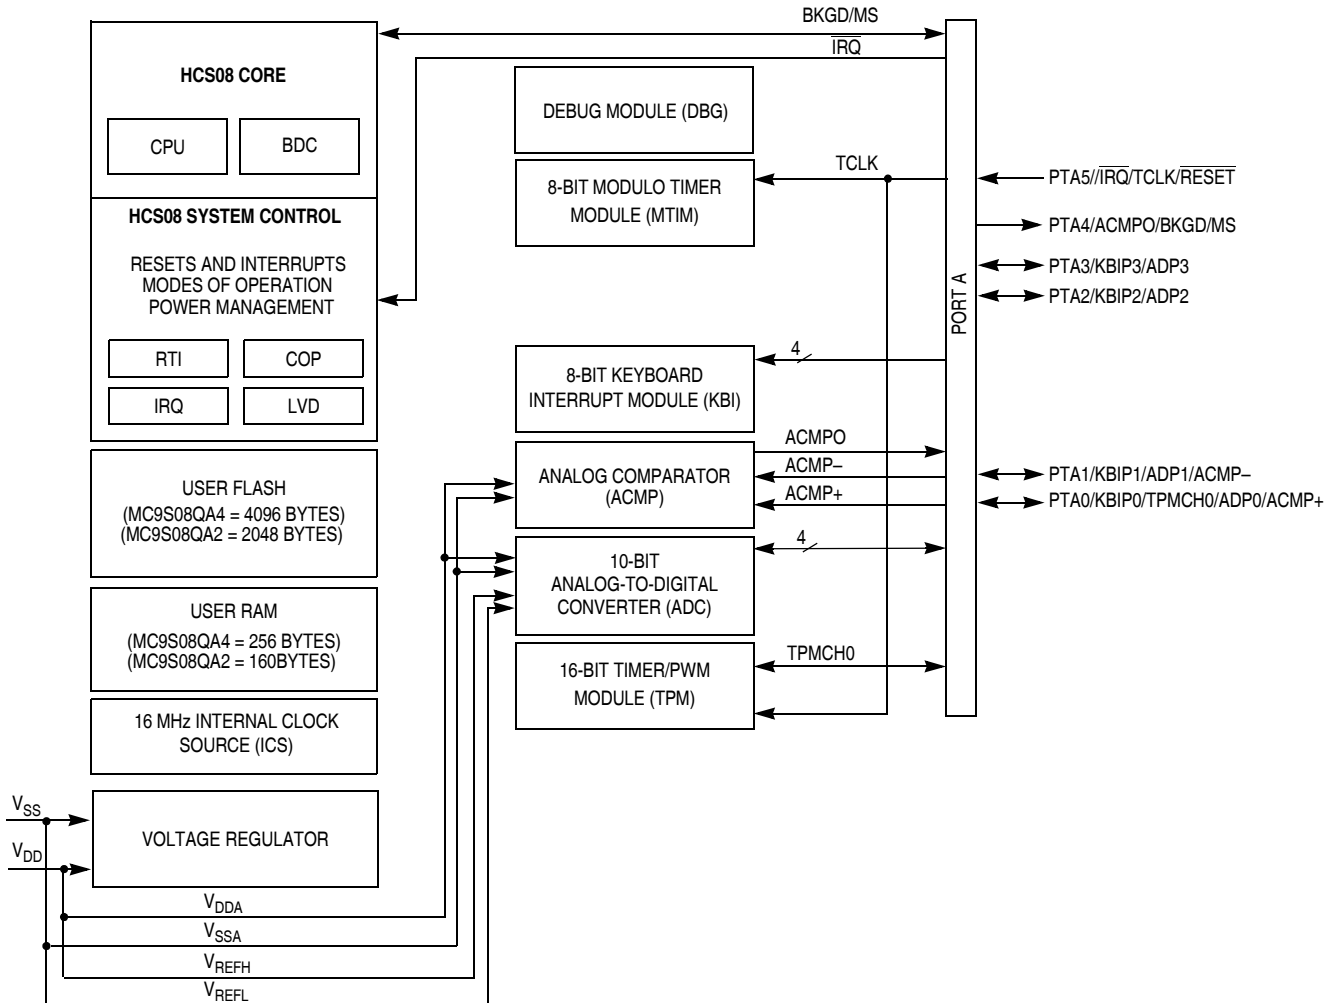 BKGD/MS
IRQ
HCS08 CORE
CPU
BDC
HCS08 SYSTEM CONTROL
RESETS AND INTERRUPTS
MODES OF OPERATION
POWER MANAGEMENT
RTI
COP
IRQ
LVD
USER FLASH
(MC9S08QA4 = 4096 BYTES)
(MC9S08QA2 = 2048 BYTES)
USER RAM
(MC9S08QA4 = 256 BYTES)
(MC9S08QA2 = 160BYTES)
16 MHz INTERNAL CLOCK
SOURCE (ICS)
VSS
VDD
VOLTAGE REGULATOR
VDDA
VSSA
VREFH
VREFL
DEBUG MODULE (DBG)
8-BIT MODULO TIMER
MODULE (MTIM)
TCLK
8-BIT KEYBOARD
INTERRUPT MODULE (KBI)
4
ANALOG COMPARATOR
(ACMP)
ACMPO
ACMP–
ACMP+
10-BIT
ANALOG-TO-DIGITAL
CONVERTER (ADC)
4
16-BIT TIMER/PWM
MODULE (TPM)
TPMCH0
PORT A
PTA5//IRQ/TCLK/RESET
PTA4/ACMPO/BKGD/MS
PTA3/KBIP3/ADP3
PTA2/KBIP2/ADP2
PTA1/KBIP1/ADP1/ACMP–
PTA0/KBIP0/TPMCH0/ADP0/ACMP+